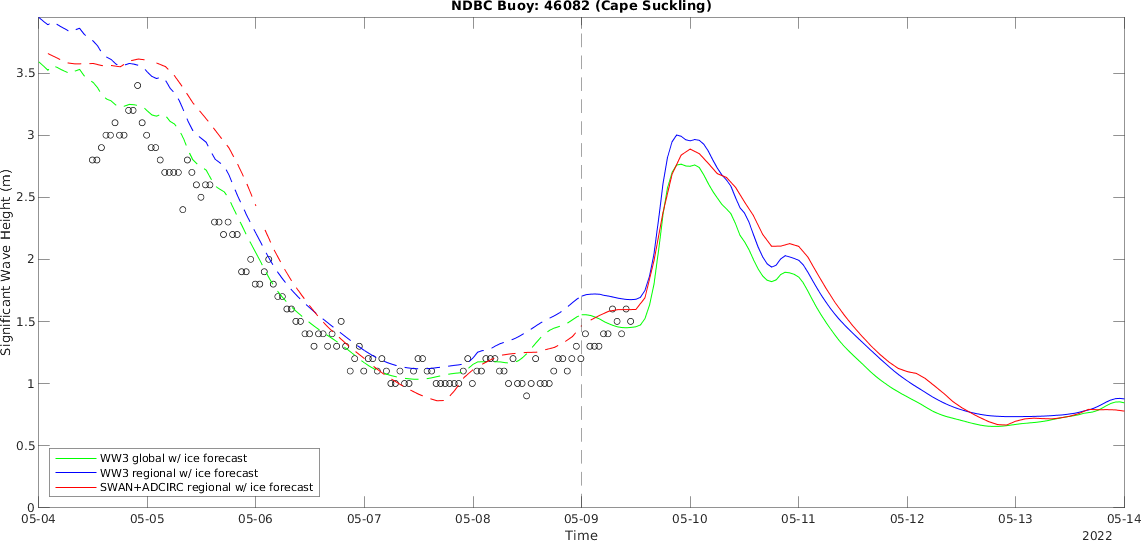 NDBC Buoy: 46082 (Cape Suckling)
Significant Wave Height (m)
3.5
3
2.5
2
1.5
1
0.5
0
WW3 global w/ ice forecast
WW3 regional w/ ice forecast
SWAN+ADCIRC regional w/ ice forecast
05-04 05-05 05-06 05-07 05-08 05-09 05-10 05-11 05-12 05-13 05-14
Time
2022